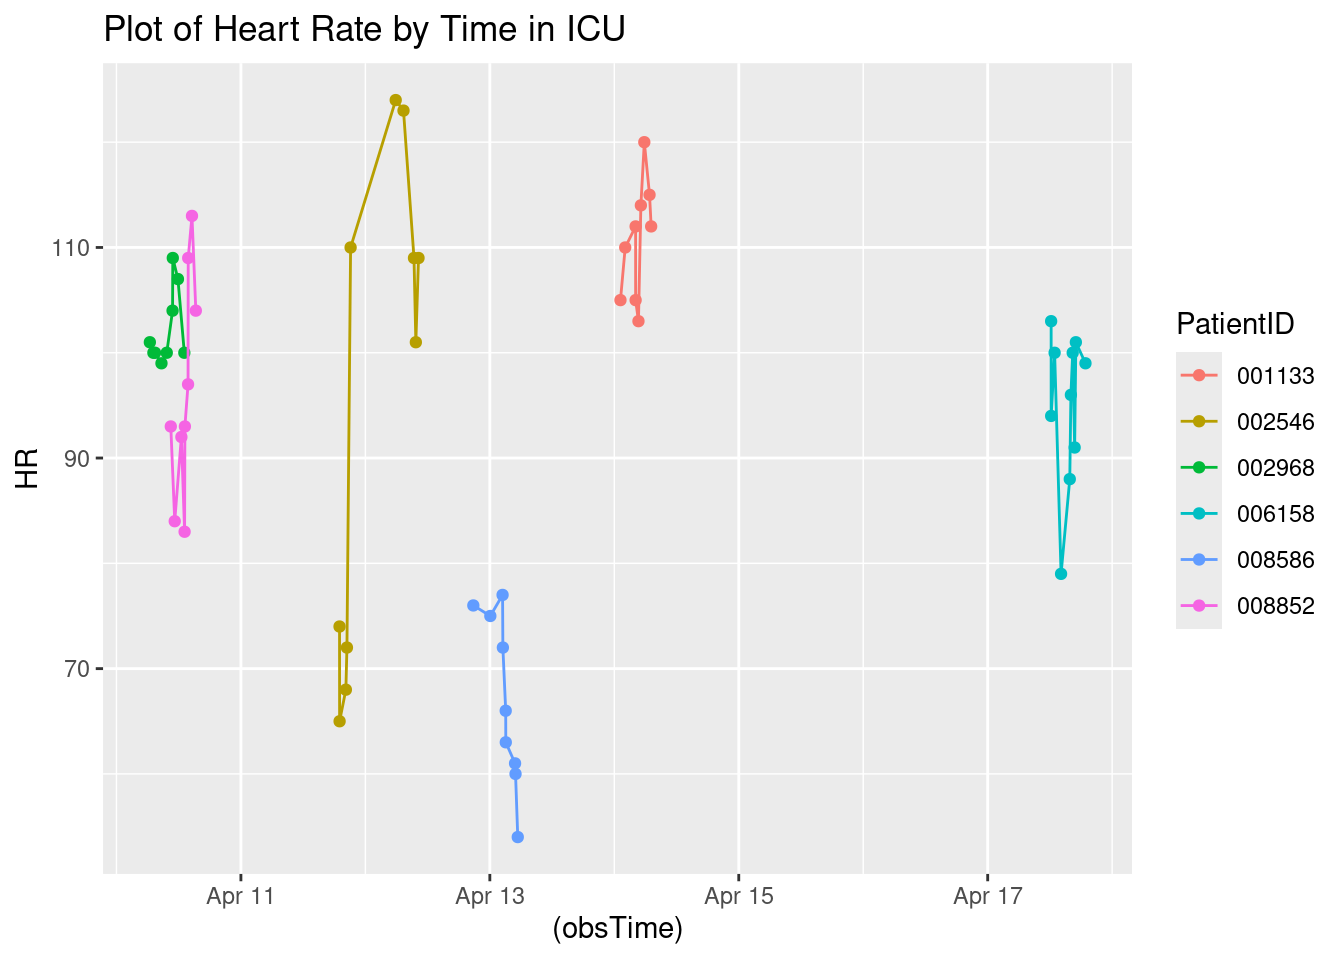 Plot of Heart Rate by Time in ICU
HR
110
90
70
Apr 11
Apr 13
Apr 15
Apr 17
(obsTime)
PatientID
001133
002546
002968
006158
008586
008852